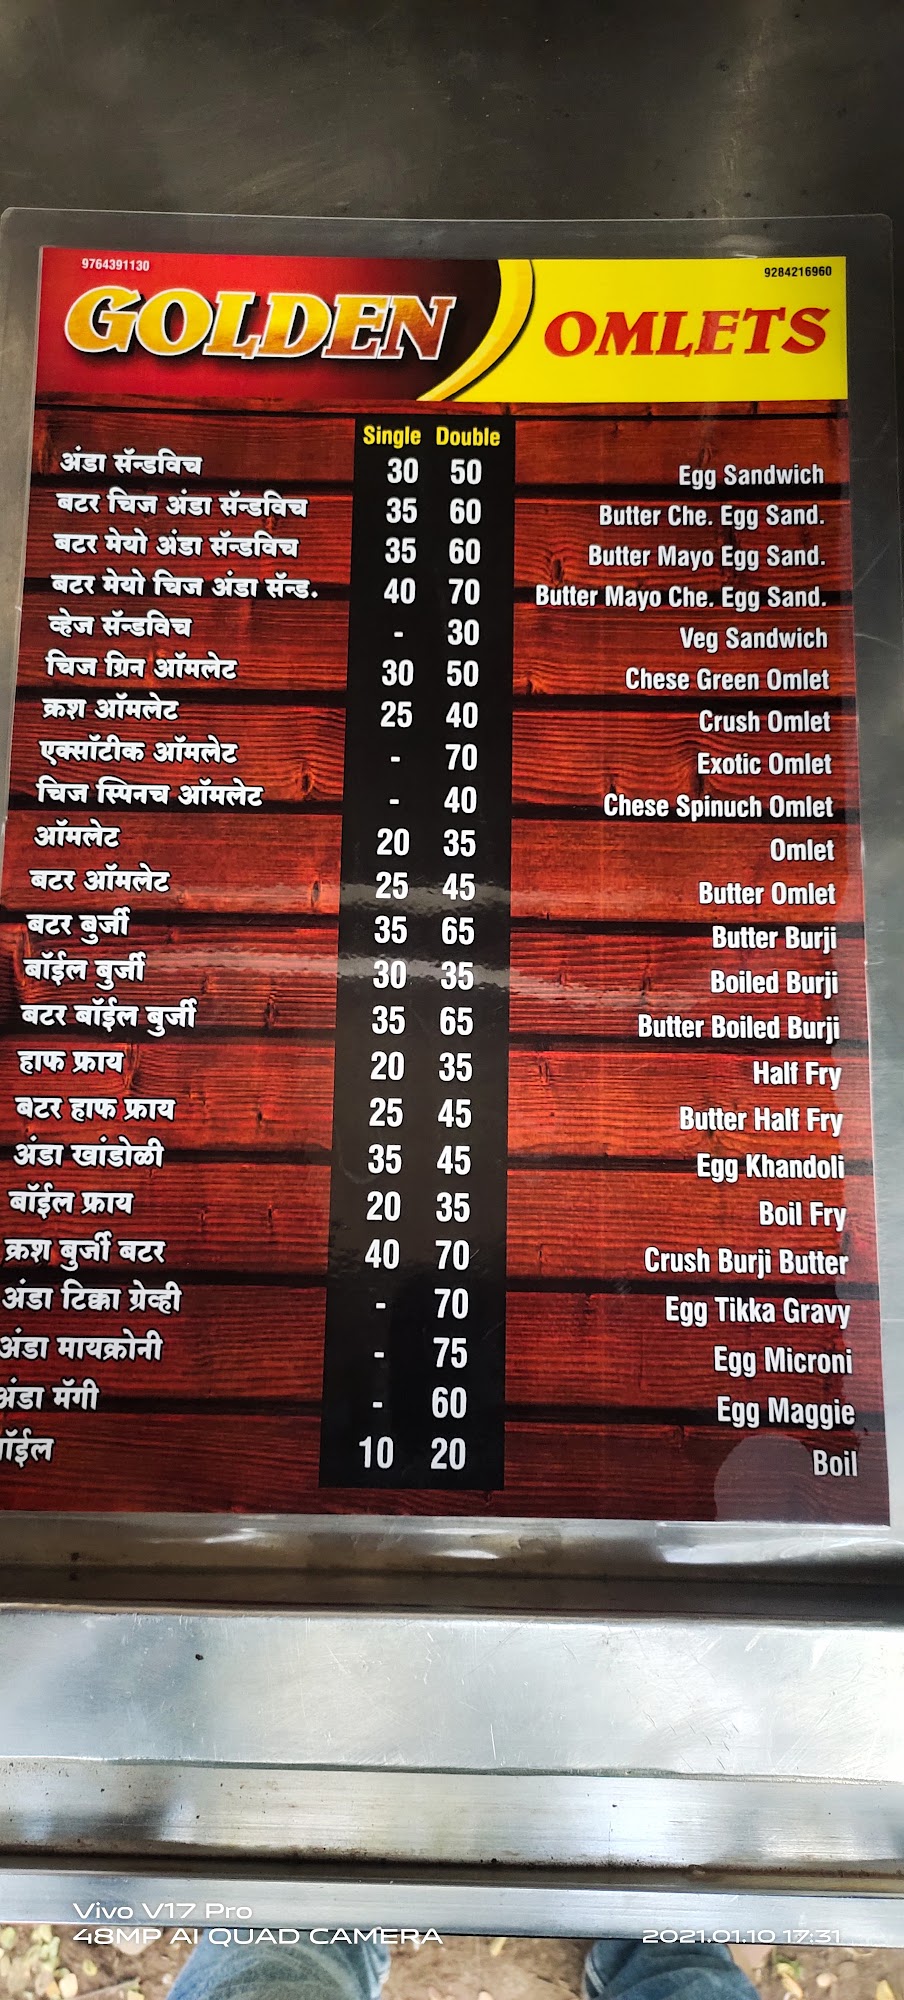 9764391130
9284216960
GOLDEN OMLETS
Single Double
अंडा सॅन्डविच 30 50 Egg Sandwich
बटर चिज अंडा सॅन्डविच 35 60 Butter Che. Egg Sand.
बटर मेयो अंडा सॅन्डविच 35 60 Butter Mayo Egg Sand.
बटर मेयो चिज अंडा सॅन्ड. 40 70 Butter Mayo Che. Egg Sand.
व्हेज सॅन्डविच - 30 Veg Sandwich
चिज ग्रिन ऑमलेट 30 50 Chese Green Omlet
क्रश ऑमलेट 25 40 Crush Omlet
एक्सॉटीक ऑमलेट - 70 Exotic Omlet
चिज स्पिनच ऑमलेट - 40 Chese Spinuch Omlet
ऑमलेट 20 35 Omlet
बटर ऑमलेट 25 45 Butter Omlet
बटर बुर्जी 35 65 Butter Burji
बॉईल बुर्जी 30 35 Boiled Burji
बटर बॉईल बुर्जी 35 65 Butter Boiled Burji
हाफ फ्राय 20 35 Half Fry
बटर हाफ फ्राय 25 45 Butter Half Fry
अंडा खांडोळी 35 45 Egg Khandoli
बॉईल फ्राय 20 35 Boil Fry
क्रश बुर्जी बटर 40 70 Crush Burji Butter
अंडा टिक्का ग्रेव्ही - 70 Egg Tikka Gravy
अंडा मायक्रोनी - 75 Egg Microni
अंडा मॅगी - 60 Egg Maggie
बॉईल 10 20 Boil
Vivo V17 Pro
48MP AI QUAD CAMERA 2021.01.10 17:31